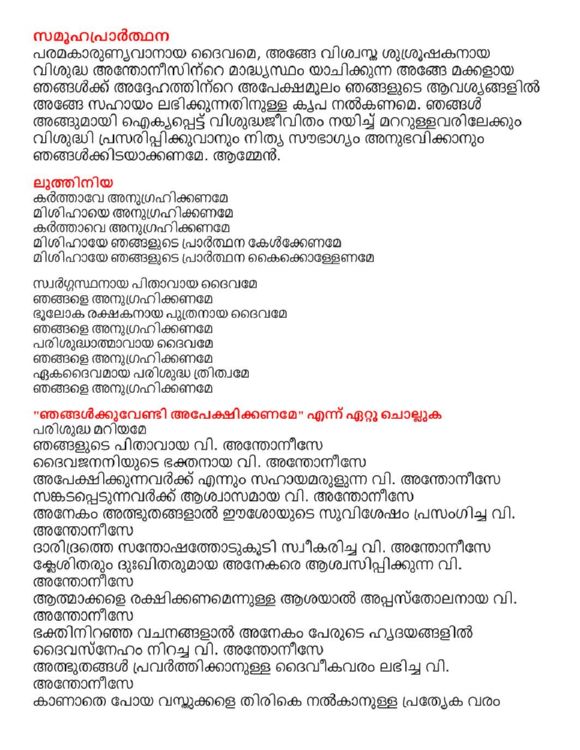 സമൂഹപ്രാർത്ഥന
പരമകാരുണ്യവാനായ ദൈവമെ, അങ്ങേ വിശ്വസ്ത ശുശ്രൂഷകനായ
വിശുദ്ധ അന്തോനീസിൻറെ മാദ്ധ്യസ്ഥം യാചിക്കുന്ന അങ്ങേ മക്കളായ
ഞങ്ങൾക്ക് അദ്ദേഹത്തിൻറെ അപേക്ഷമൂലം ഞങ്ങളുടെ ആവശ്യങ്ങളിൽ
അങ്ങേ സഹായം ലഭിക്കുന്നതിനുള്ള കൃപ നൽകണമെ. ഞങ്ങൾ
അങ്ങുമായി ഐക്യപ്പെട്ട് വിശുദ്ധജീവിതം നയിച്ച് മററുള്ളവരിലേക്കും
വിശുദ്ധി പ്രസരിപ്പിക്കുവാനും നിത്യ സൗഭാഗ്യം അനുഭവിക്കാനും
ഞങ്ങൾക്കിടയാക്കണമേ. ആമ്മേൻ.
ലുത്തിനിയ
കർത്താവേ അനുഗ്രഹിക്കണമേ
മിശിഹായെ അനുഗ്രഹിക്കണമേ
കർത്താവെ അനുഗ്രഹിക്കണമേ
മിശിഹായേ ഞങ്ങളുടെ പ്രാർത്ഥന കേൾക്കേണമേ
മിശിഹായേ ഞങ്ങളുടെ പ്രാർത്ഥന കൈക്കൊള്ളേണമേ
സ്വർഗ്ഗസ്ഥനായ പിതാവായ ദൈവമേ
ഞങ്ങളെ അനുഗ്രഹിക്കണമേ
ഭൂലോക രക്ഷകനായ പുത്രനായ ദൈവമേ
ഞങ്ങളെ അനുഗ്രഹിക്കണമേ
പരിശുദ്ധാത്മാവായ ദൈവമേ
ഞങ്ങളെ അനുഗ്രഹിക്കണമേ
ഏകദൈവമായ പരിശുദ്ധ ത്രിത്വമേ
ഞങ്ങളെ അനുഗ്രഹിക്കണമേ
"ഞങ്ങൾക്കുവേണ്ടി അപേക്ഷിക്കണമേ" എന്ന് ഏറ്റു ചൊല്ലുക
പരിശുദ്ധ മറിയമേ
ഞങ്ങളുടെ പിതാവായ വി. അന്തോനീസേ
ദൈവജനനിയുടെ ഭക്തനായ വി. അന്തോനീസേ
അപേക്ഷിക്കുന്നവർക്ക് എന്നും സഹായമരുളുന്ന വി. അന്തോനീസേ
സങ്കടപ്പെടുന്നവർക്ക് ആശ്വാസമായ വി. അന്തോനീസേ
അനേകം അത്ഭുതങ്ങളാൽ ഈശോയുടെ സുവിശേഷം പ്രസംഗിച്ച വി.
അന്തോനീസേ
ദാരിദ്രത്തെ സന്തോഷത്തോടുകൂടി സ്വീകരിച്ച വി. അന്തോനീസേ
ക്ലേശിതരും ദുഃഖിതരുമായ അനേകരെ ആശ്വസിപ്പിക്കുന്ന വി.
അന്തോനീസേ
ആത്മാക്കളെ രക്ഷിക്കണമെന്നുള്ള ആശയാൽ അപ്പസ്തോലനായ വി.
അന്തോനീസേ
ഭക്തിനിറഞ്ഞ വചനങ്ങളാൽ അനേകം പേരുടെ ഹൃദയങ്ങളിൽ
ദൈവസ്നേഹം നിറച്ച വി. അന്തോനീസേ
അത്ഭുതങ്ങൾ പ്രവർത്തിക്കാനുള്ള ദൈവീകവരം ലഭിച്ച വി.
അന്തോനീസേ
കാണാതെ പോയ വസ്തുക്കളെ തിരികെ നൽകാനുള്ള പ്രത്യേക വരം